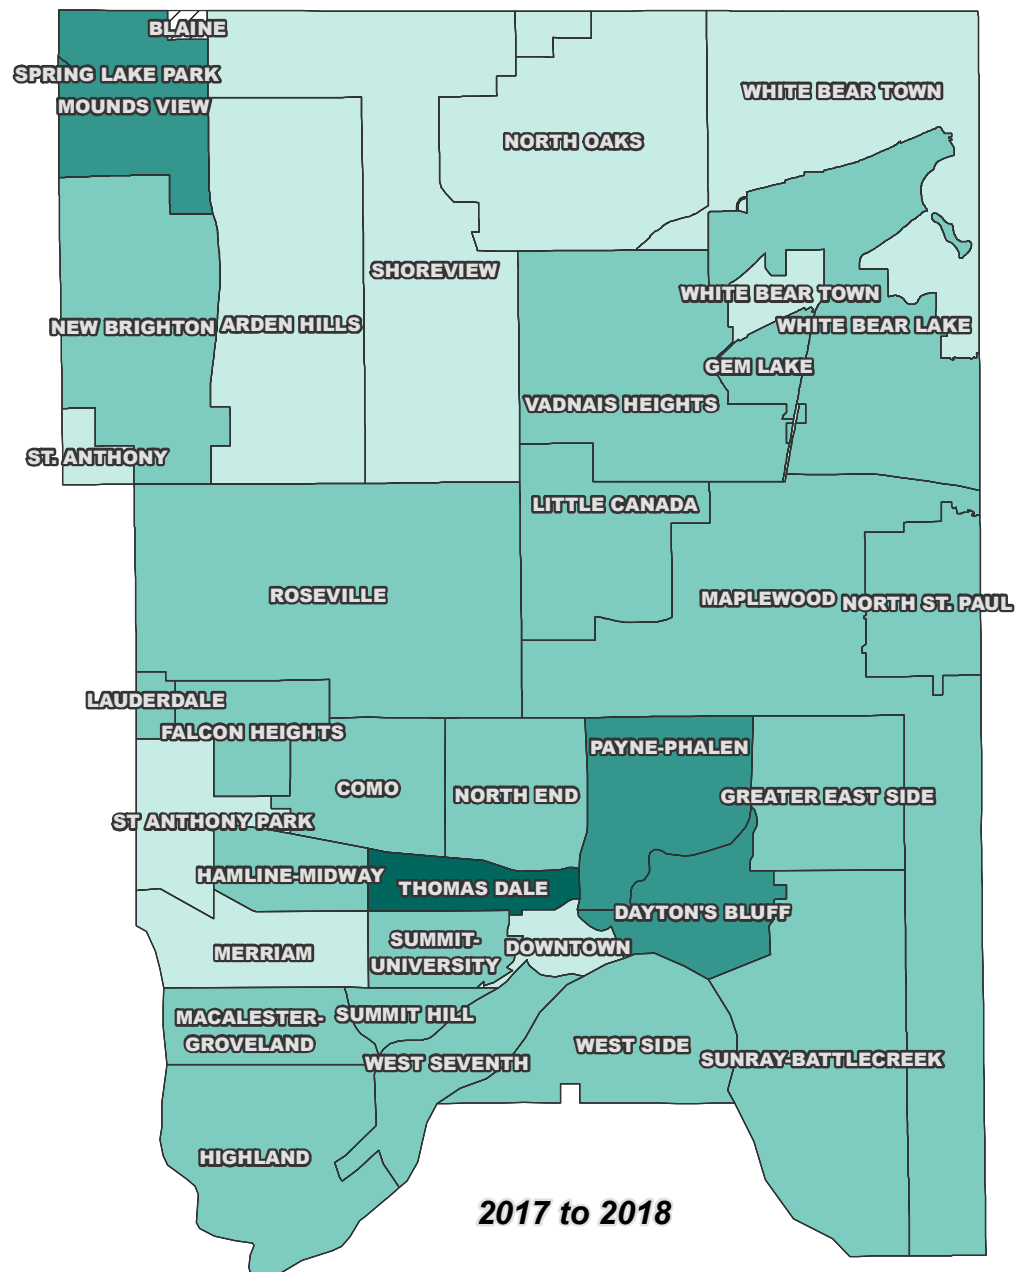 BLAINE
SPRING LAKE PARK
MOUNDS VIEW
WHITE BEAR TOWN
NORTH OAKS
SHOREVIEW
WHITE BEAR TOWN
NEW BRIGHTON
ARDEN HILLS
WHITE BEAR LAKE
GEM LAKE
VADNAIS HEIGHTS
ST. ANTHONY
LITTLE CANADA
ROSEVILLE
MAPLEWOOD
NORTH ST. PAUL
LAUDERDALE
FALCON HEIGHTS
PAYNE-PHALEN
COMO
NORTH END
GREATER EAST SIDE
ST ANTHONY PARK
HAMLINE-MIDWAY
THOMAS DALE
DAYTON'S BLUFF
MERRIAM
SUMMIT-
UNIVERSITY
DOWNTOWN
MACALESTER-
GROVELAND
SUMMIT HILL
WEST SEVENTH
WEST SIDE
SUNRAY-BATTLECREEK
HIGHLAND
2017 to 2018